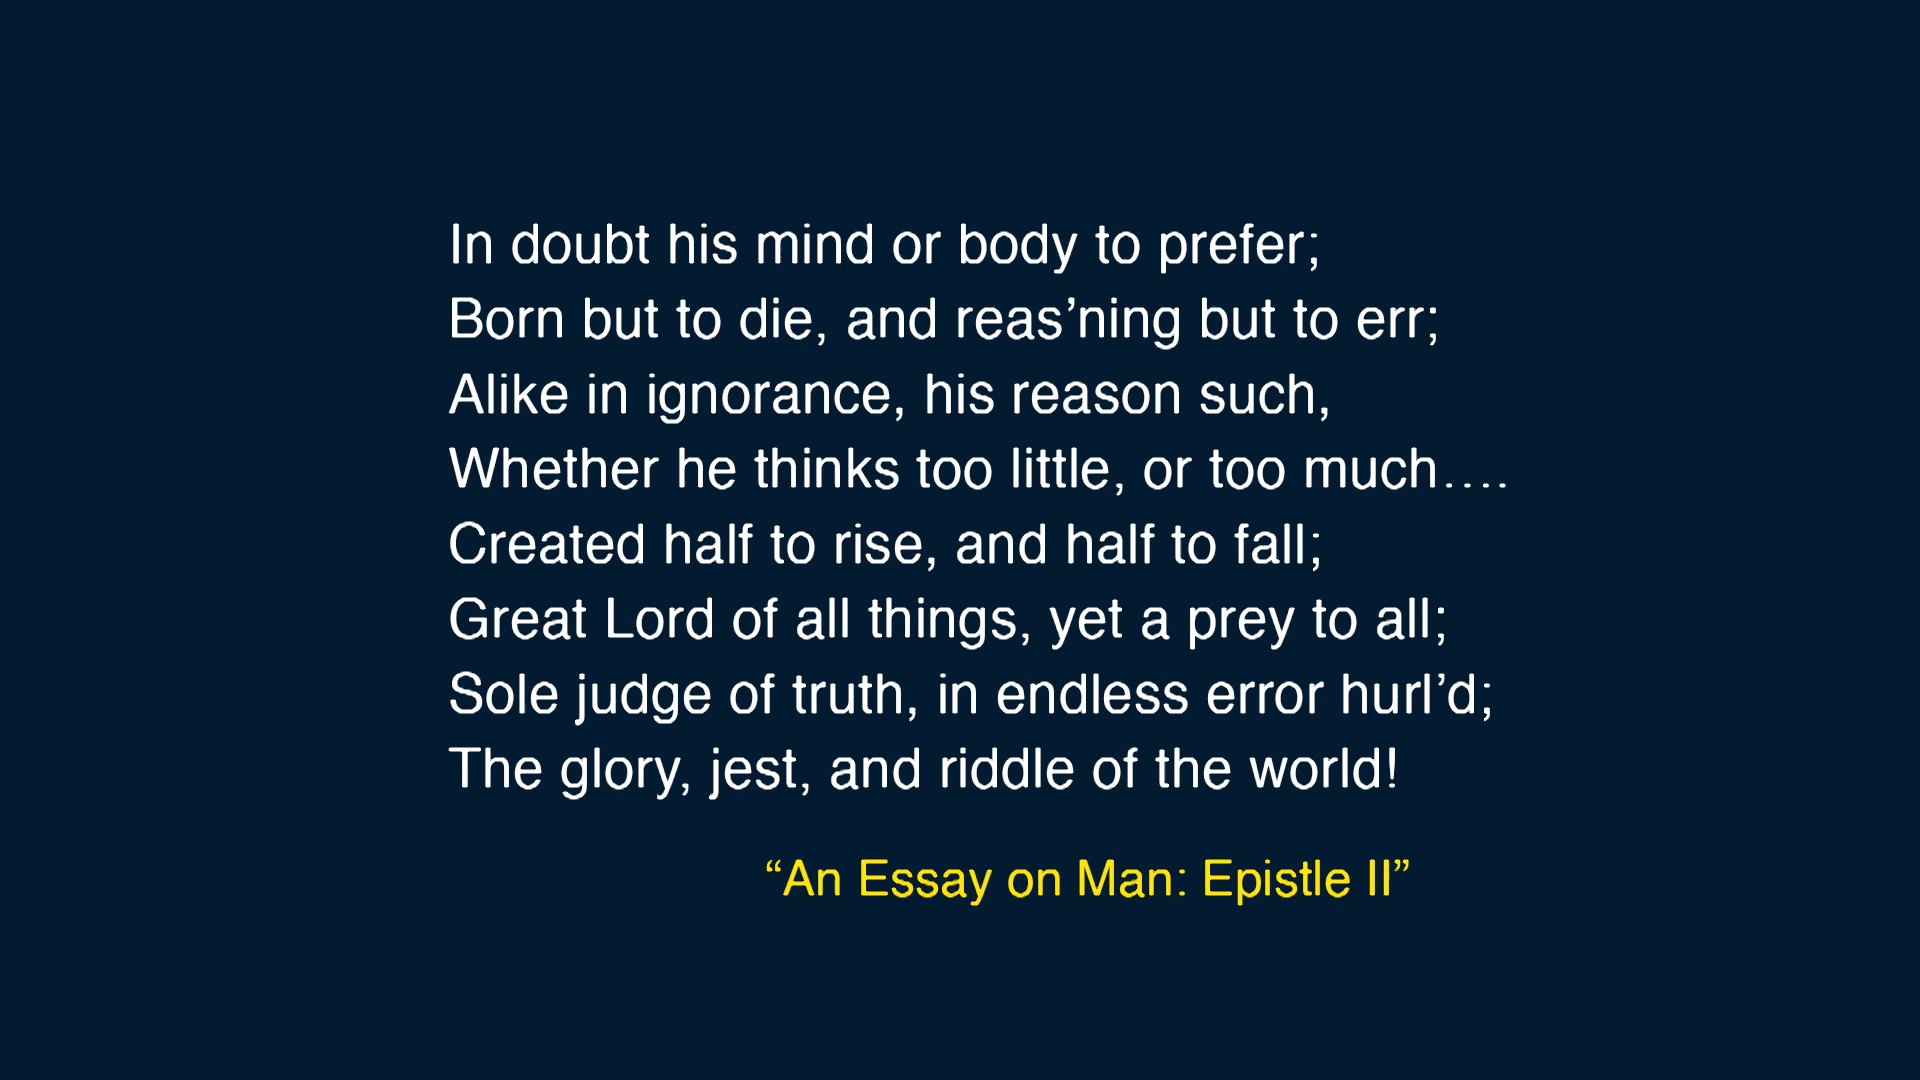 In doubt his mind or body to prefer;
Born but to die, and reas’ning but to err;
Alike in ignorance, his reason such,
Whether he thinks too little, or too much….
Created half to rise, and half to fall;
Great Lord of all things, yet a prey to all;
Sole judge of truth, in endless error hurl’d;
The glory, jest, and riddle of the world!
“An Essay on Man: Epistle II”